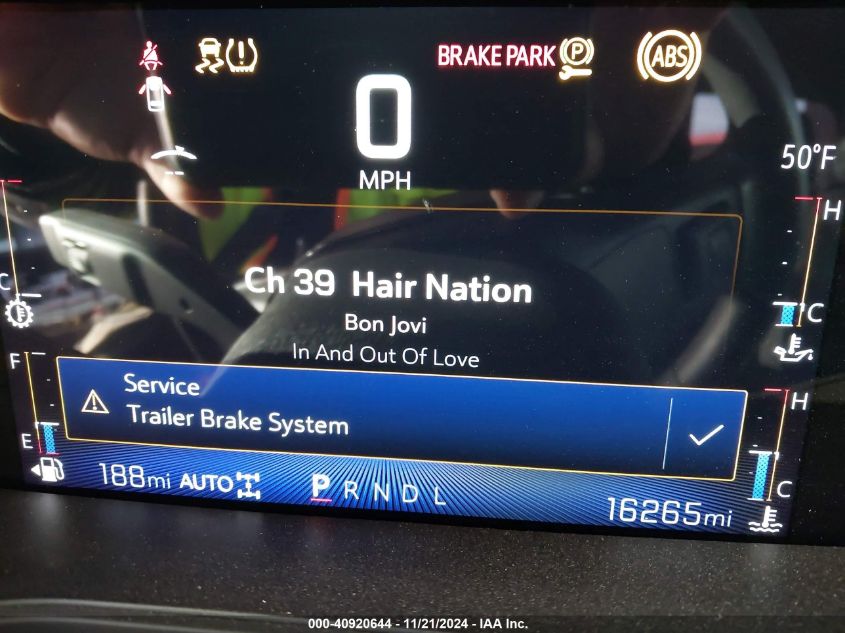 BRAKE PARK P ABS
0
MPH
50°F
H
Ch 39 Hair Nation
C
C
Bon Jovi
In And Out Of Love
F
Service
Trailer Brake System
H
E
188mi AUTO P R N D L
C
16265mi
000-40920644 - 11/21/2024 - IAA Inc.